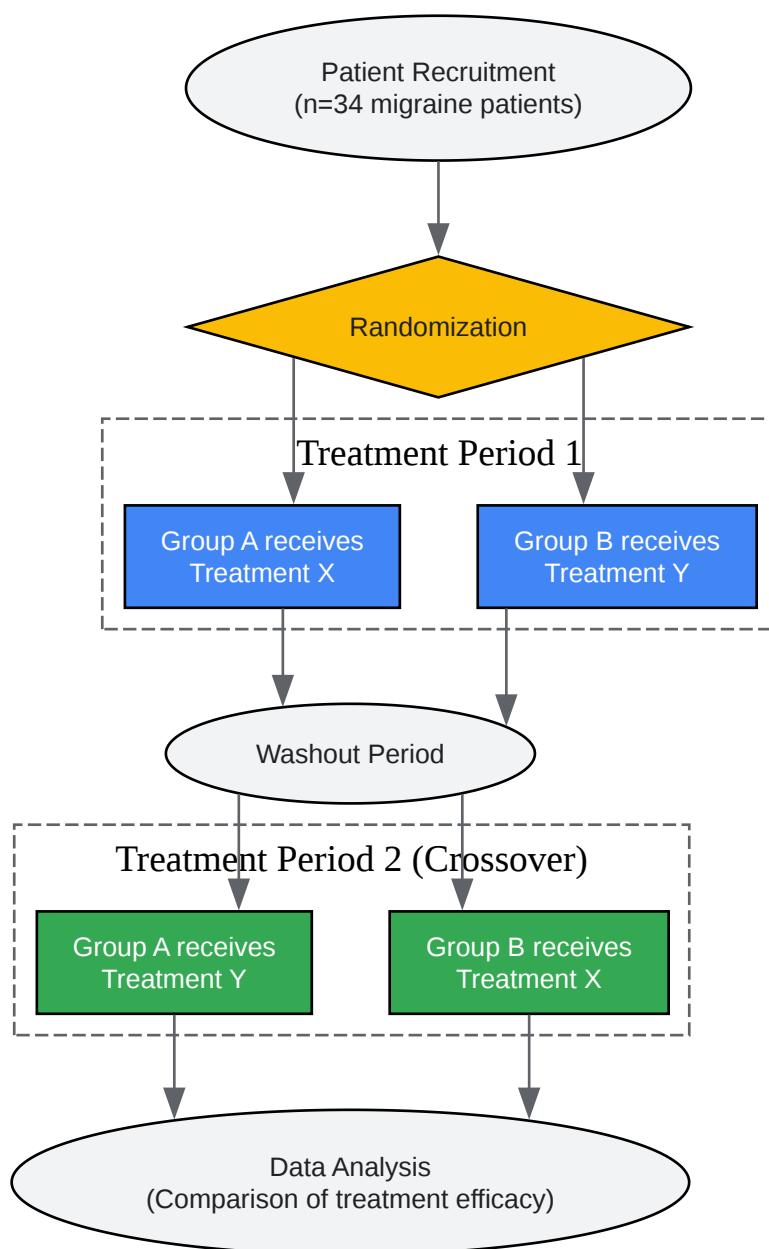 Patient Recruitment
(n=34 migraine patients)
Randomization
Treatment Period 1
Group A receives
Treatment X
Group B receives
Treatment Y
Washout Period
Treatment Period 2 (Crossover)
Group A receives
Treatment Y
Group B receives
Treatment X
Data Analysis
(Comparison of treatment efficacy)